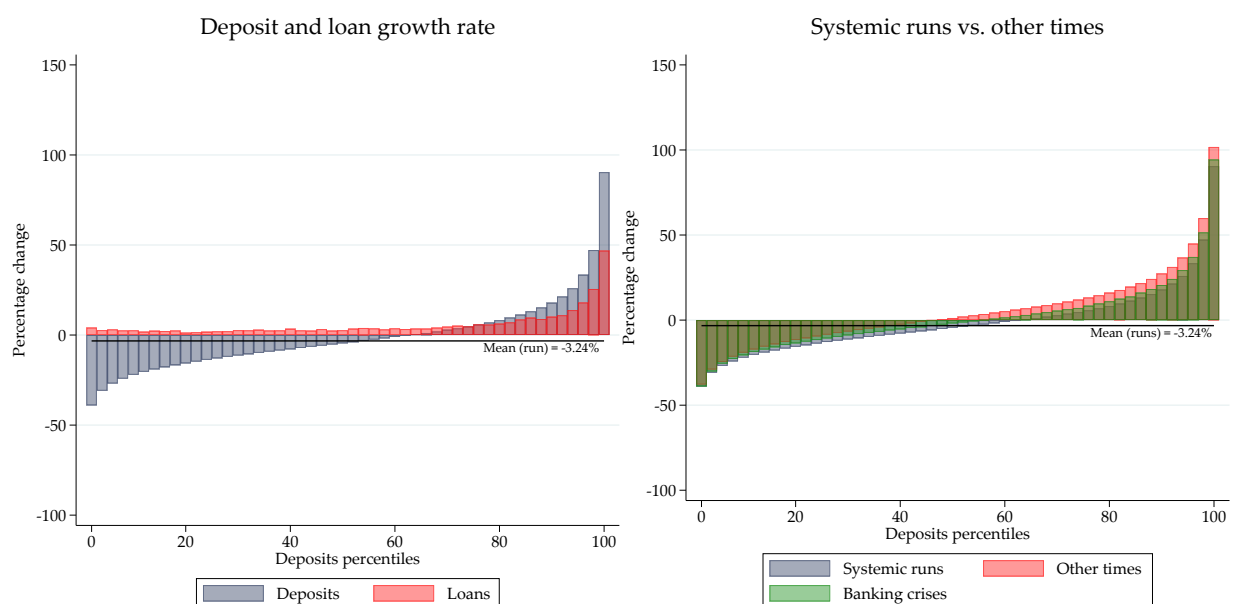 Deposit and loan growth rate
Percentage change
150
100
50
0
-50
-100
Mean (run) = -3.24%
0 20 40 60 80 100
Deposits percentiles
Deposits Loans
Systemic runs vs. other times
Percentage change
150
100
50
0
-50
-100
Mean (runs) = -3.24%
0 20 40 60 80 100
Deposits percentiles
Systemic runs Other times
Banking crises